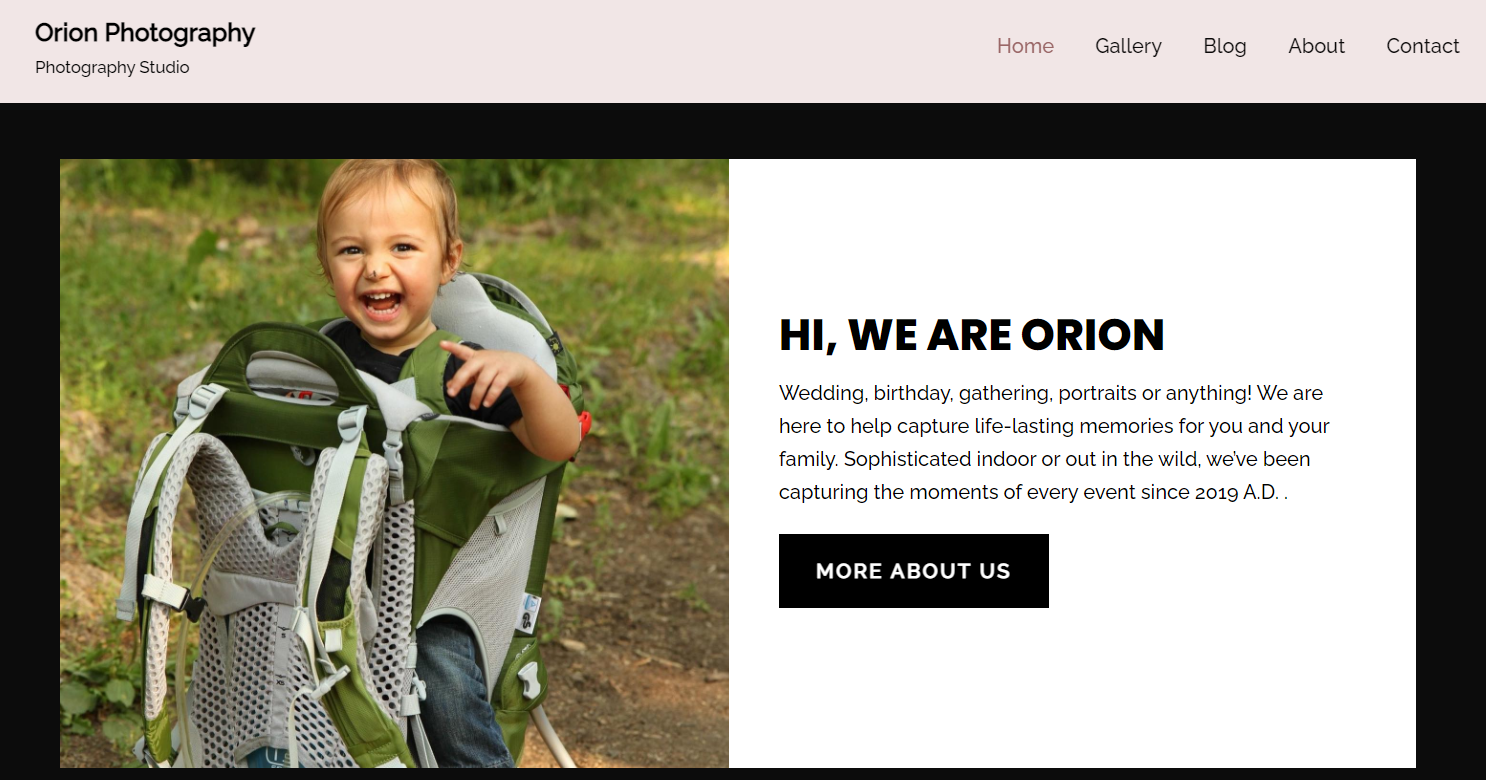 Orion Photography
Photography Studio
Home Gallery Blog About Contact
HI, WE ARE ORION
Wedding, birthday, gathering, portraits or anything! We are
here to help capture life-lasting memories for you and your
family. Sophisticated indoor or out in the wild, we've been
capturing the moments of every event since 2019 A.D. .
MORE ABOUT US
GS
S
XS